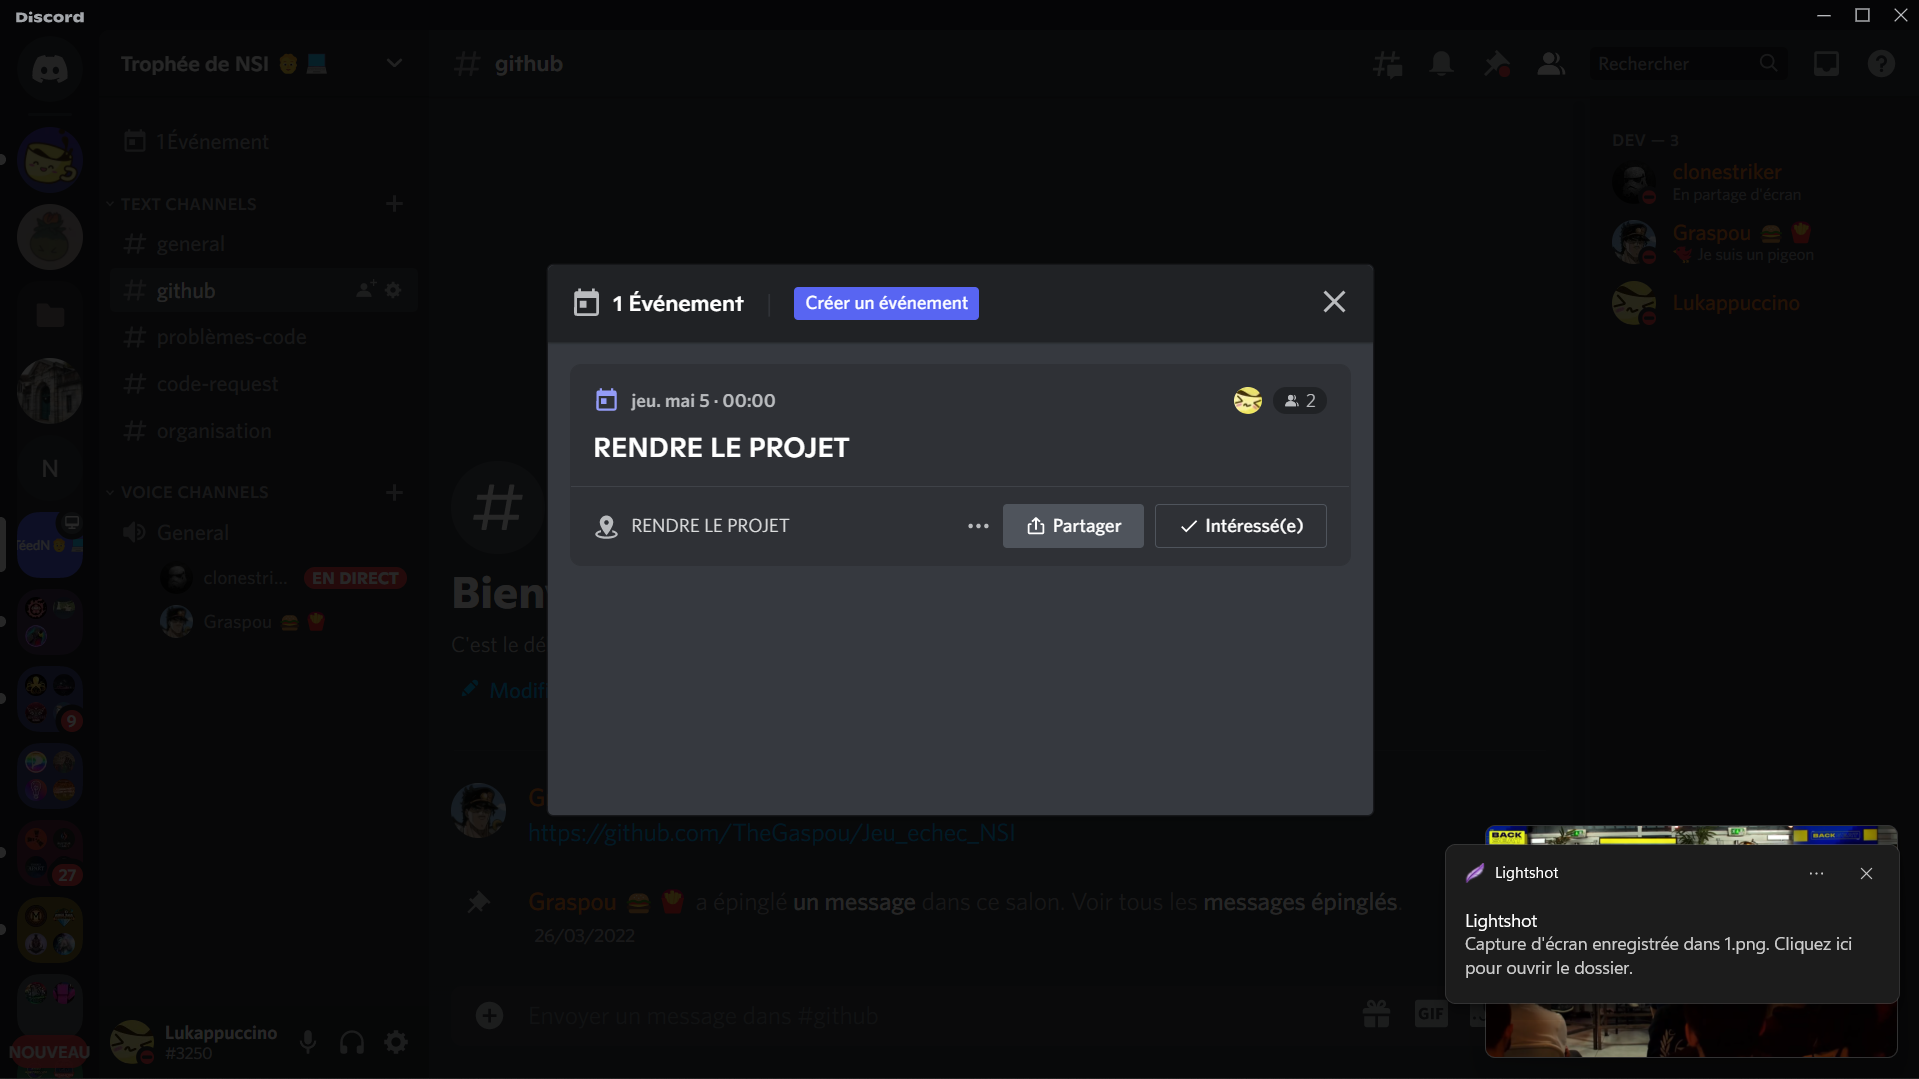 Discord
Trophée de NSI
1 Événement
TEXT CHANNELS
general
github
problèmes-code
code-request
organisation
VOICE CHANNELS
General
clonestri...
EN DIRECT
Graspou
N
TéedN
9
27
NOUVEAU
Lukappuccino
#3250
github
Rechercher
1 Événement
Créer un événement
jeu. mai 5 · 00:00
2
RENDRE LE PROJET
RENDRE LE PROJET
Partager
Intéressé(e)
Bien
C'est le dé
Modifi
G
https://github.com/TheGaspou/Jeu_echec_NSI
Graspou a épinglé un message dans ce salon. Voir tous les messages épinglés.
26/03/2022
Envoyer un message dans #github
GIF
DEV — 3
clonestriker
En partage d'écran
Graspou
Je suis un pigeon
Lukappuccino
BACK
BACK
Lightshot
Lightshot
Capture d'écran enregistrée dans 1.png. Cliquez ici
pour ouvrir le dossier.